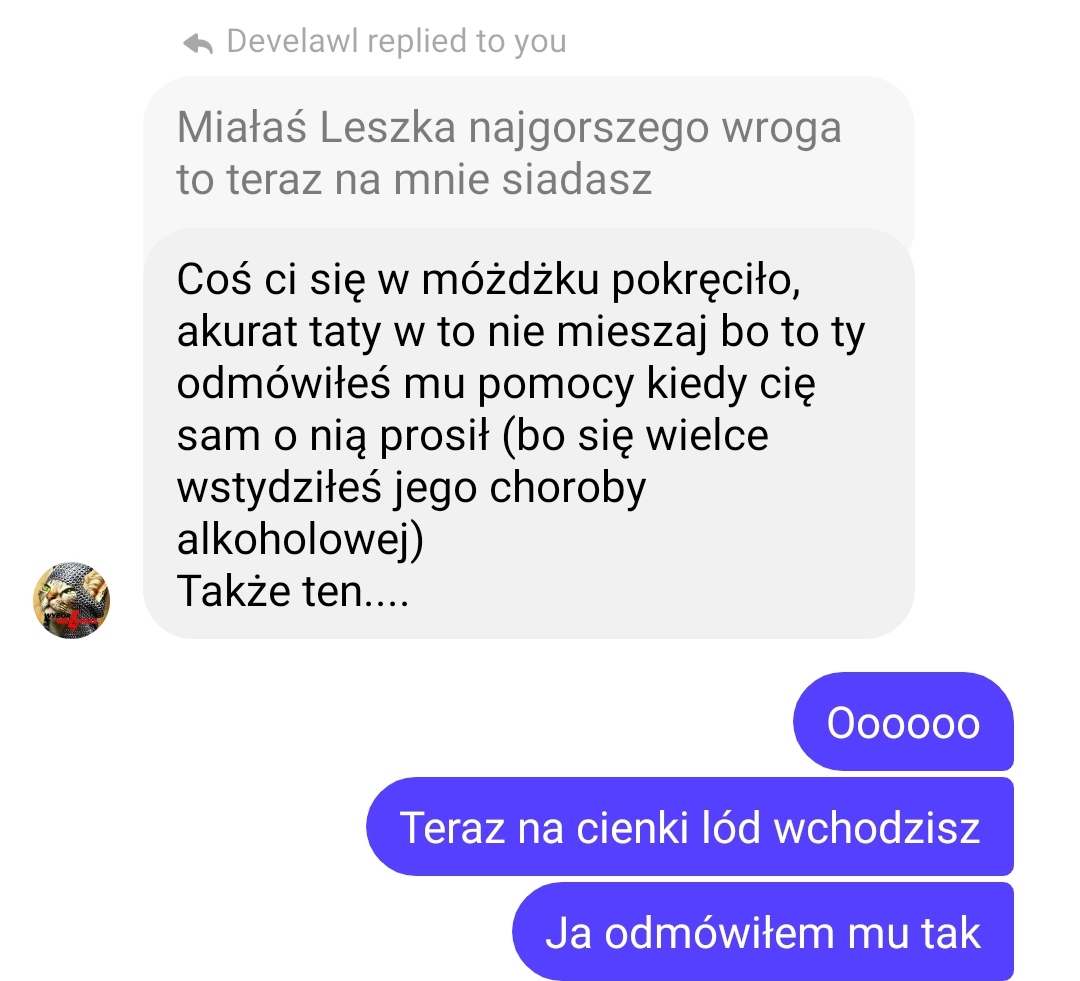 Develawl replied to you
Miałaś Leszka najgorszego wroga
to teraz na mnie siadasz
Coś ci się w móżdżku pokręciło,
akurat taty w to nie mieszaj bo to ty
odmówiłeś mu pomocy kiedy cię
sam o nią prosił (bo się wielce
wstydziłeś jego choroby
alkoholowej)
Także ten....
Oooooo
Teraz na cienki lód wchodzisz
Ja odmówiłem mu tak